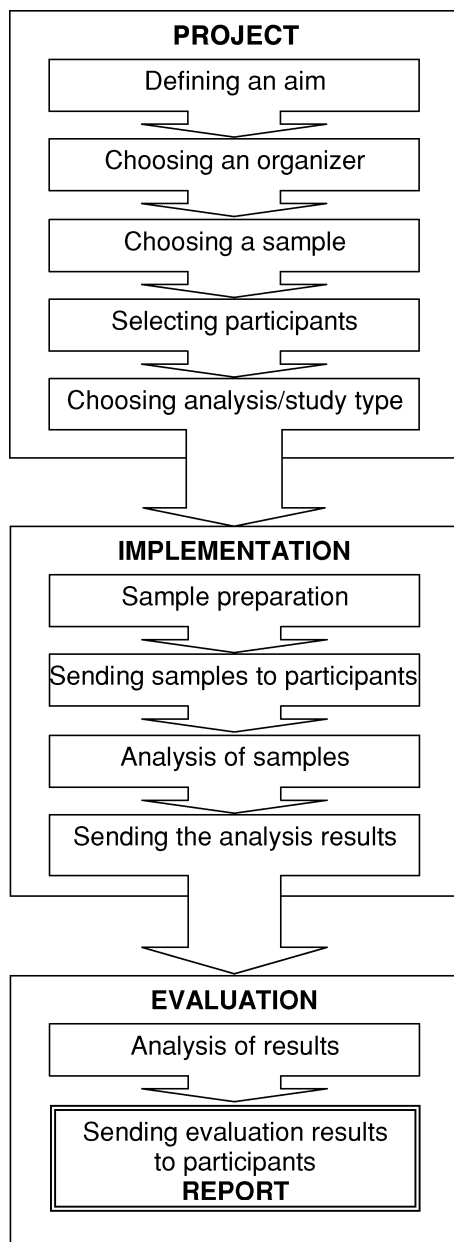 PROJECT
Defining an aim
Choosing an organizer
Choosing a sample
Selecting participants
Choosing analysis/study type
IMPLEMENTATION
Sample preparation
Sending samples to participants
Analysis of samples
Sending the analysis results
EVALUATION
Analysis of results
Sending evaluation results
to participants
REPORT